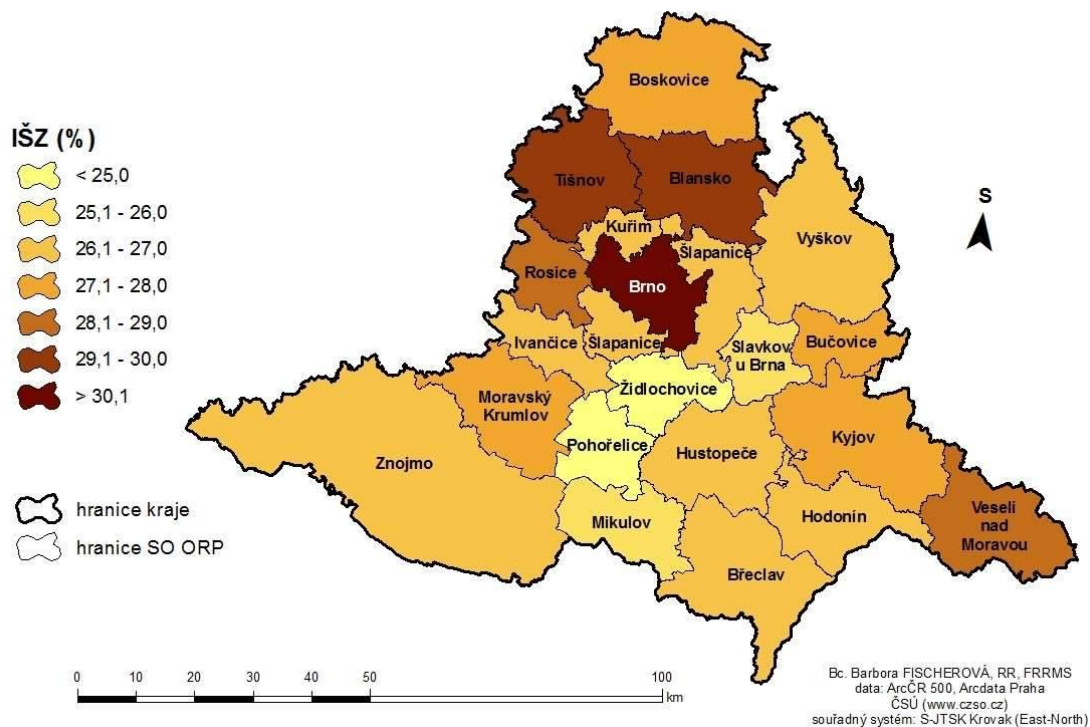 IŠZ (%)
< 25,0
25,1 - 26,0
26,1 - 27,0
27,1 - 28,0
28,1 - 29,0
29,1 - 30,0
> 30,1
hranice kraje
hranice SO ORP
Boskovice
Tišnov
Blansko
Kuřim
Šlapanice
Vyškov
S
Rosice
Brno
Ivančice
Šlapanice
Slavkov
u Brna
Bučovice
Židlochovice
Moravský
Krumlov
Pohořelice
Hustopeče
Kyjov
Znojmo
Mikulov
Hodonín
Veselí
nad
Moravou
Břeclav
0 10 20 30 40 50 100
km
Bc. Barbora FISCHEROVÁ, RR, FRRMS
data: ArcČR 500, Arcdata Praha
ČSÚ (www.czso.cz)
souřadný systém: S-JTSK Krovak (East-North)